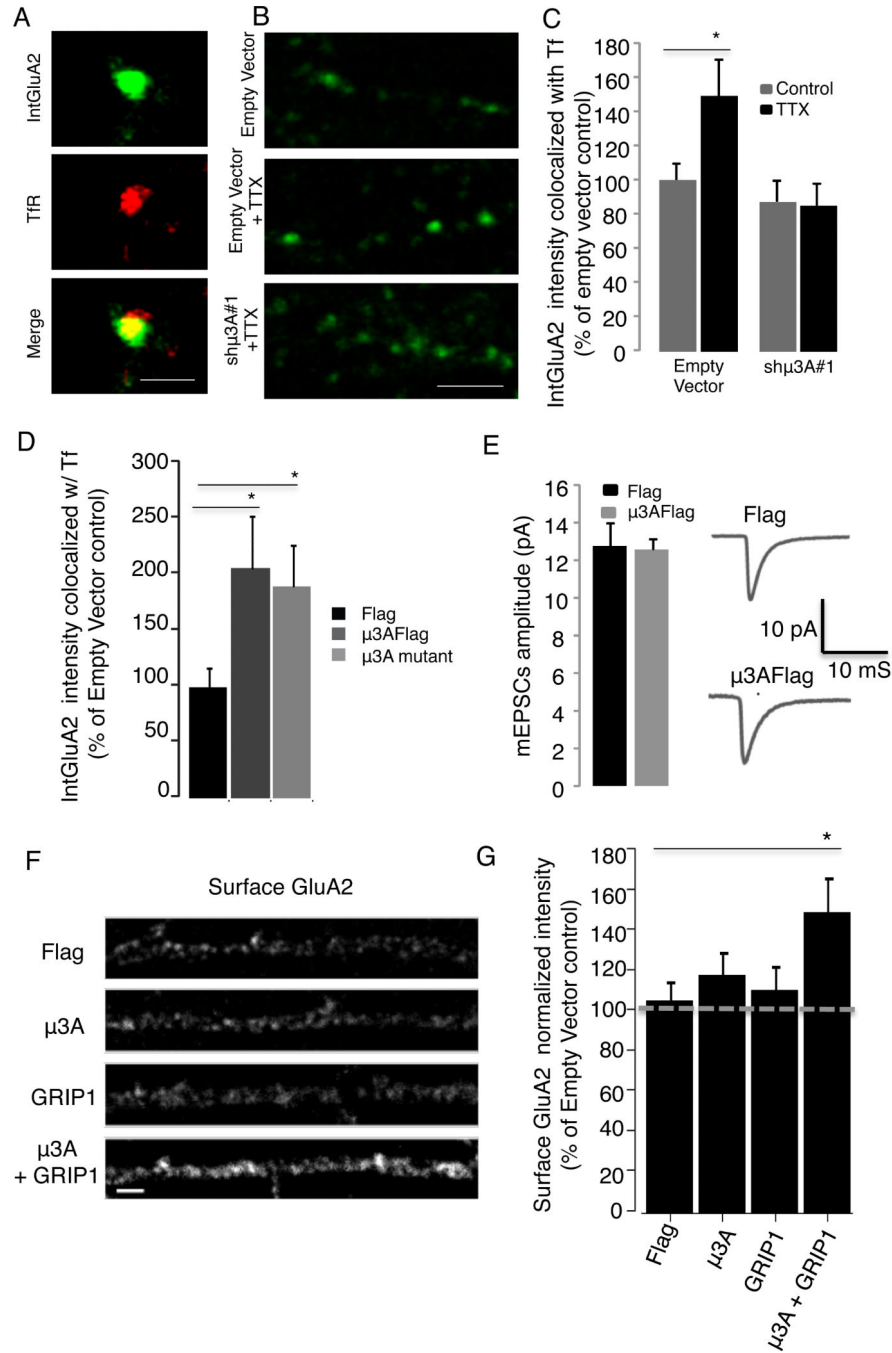 A
IntGluA2
TfR
Merge
B
Empty Vector
Empty Vector
+ TTX
shμ3A#1
+TTX
C
IntGluA2 intensity colocalized with Tf
(% of empty vector control)
180
160
140
120
100
80
60
40
20
0
*
Control
TTX
Empty
Vector
shμ3A#1
D
IntGluA2 intensity colocalized w/ Tf
(% of Empty Vector control)
300
250
200
150
100
50
0
*
*
Flag
μ3AFlag
μ3A mutant
E
mEPSCs amplitude (pA)
16
14
12
10
8
6
4
2
0
Flag
μ3AFlag
Flag
10 pA
10 mS
μ3AFlag
F
Surface GluA2
Flag
μ3A
GRIP1
μ3A
+ GRIP1
G
Surface GluA2 normalized intensity
(% of Empty Vector control)
180
160
140
120
100
80
60
40
20
0
*
Flag
μ3A
GRIP1
μ3A + GRIP1